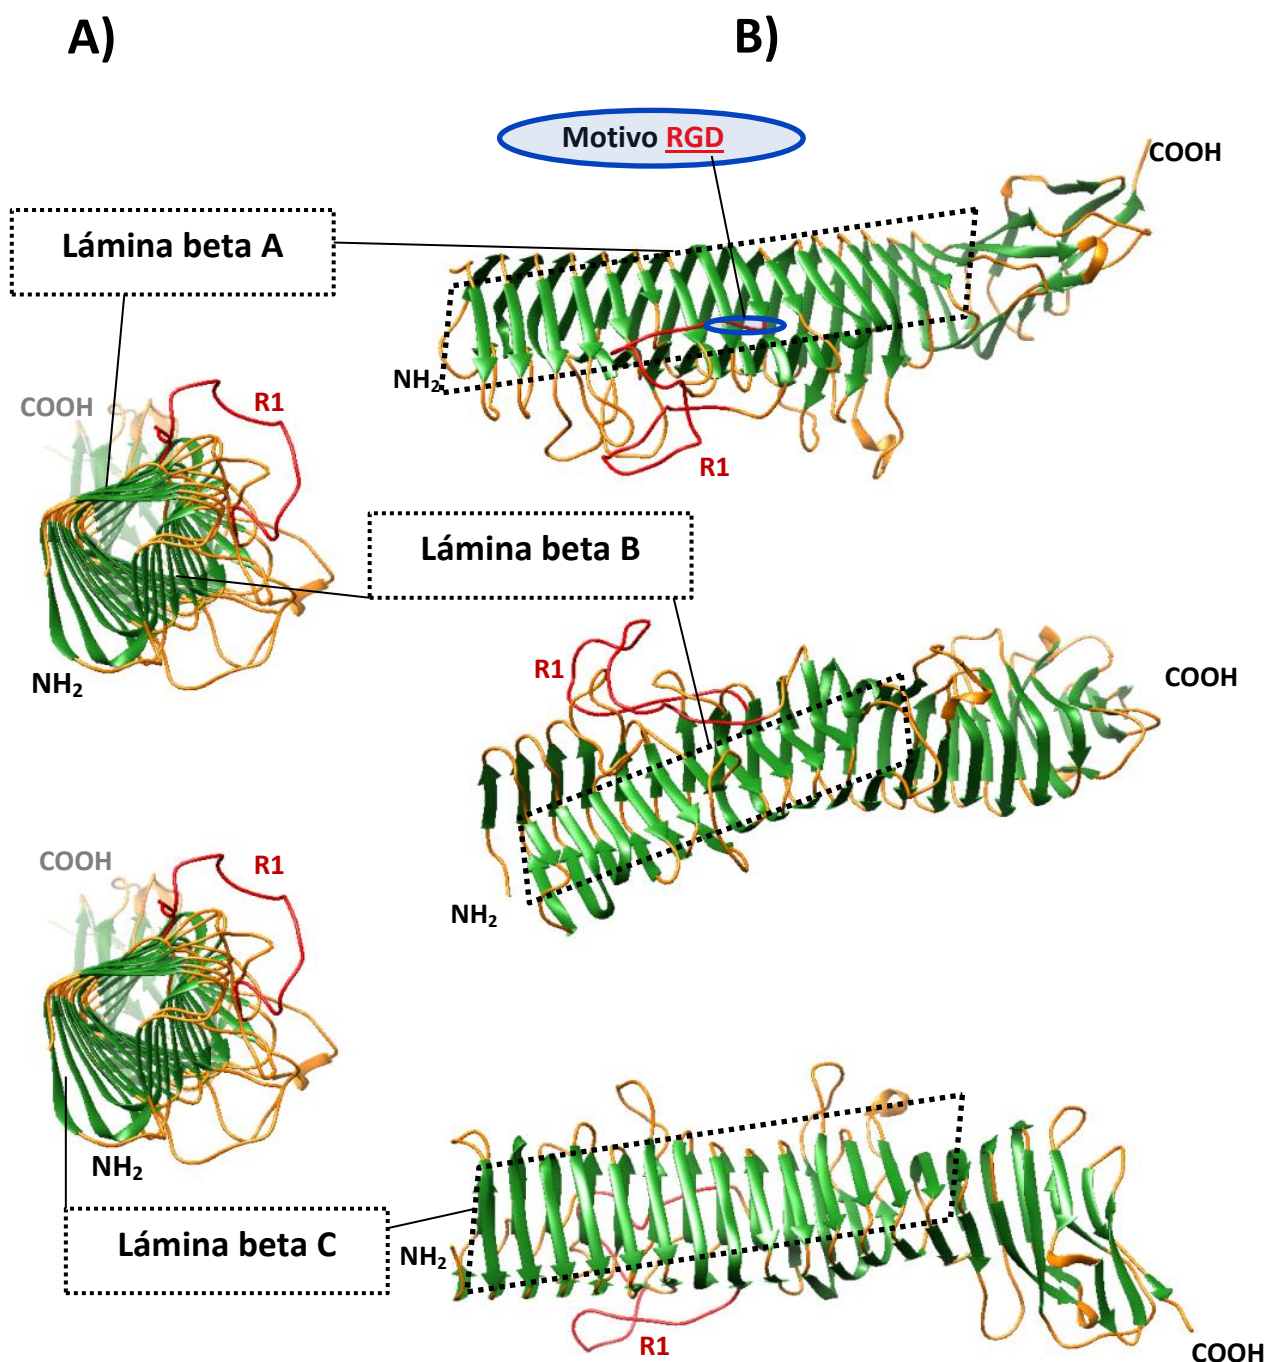 A)
B)
Motivo RGD
COOH
Lámina beta A
NH₂
COOH
R1
R1
Lámina beta B
NH₂
R1
COOH
COOH
R1
NH₂
NH₂
Lámina beta C
NH₂
R1
COOH